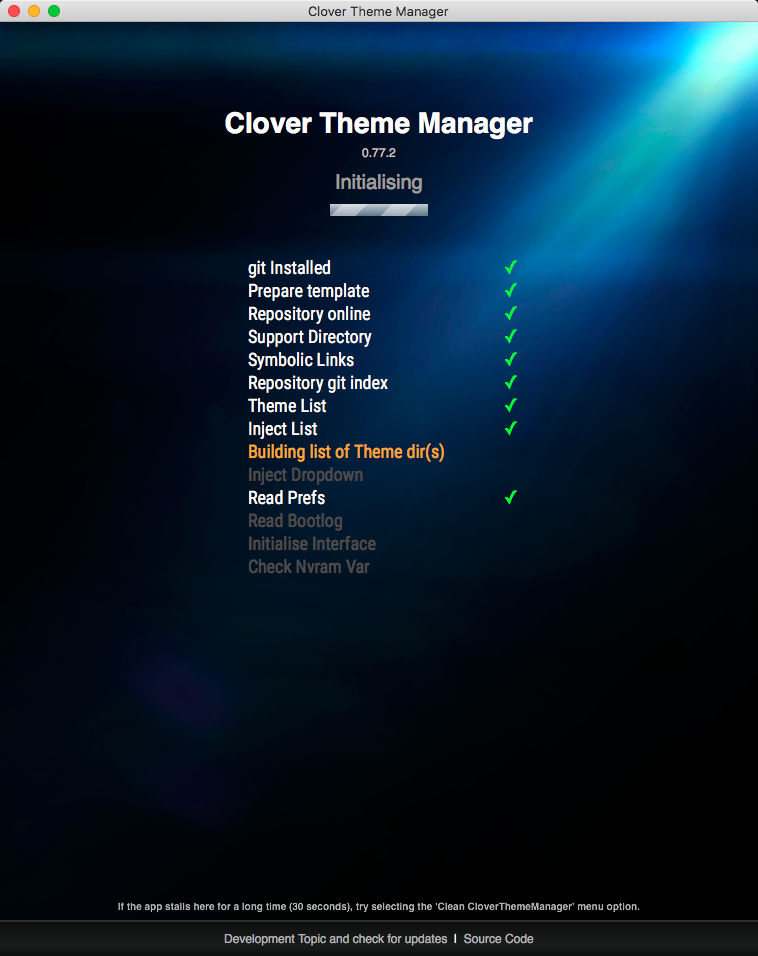 Clover Theme Manager
Clover Theme Manager
0.77.2
Initialising
git Installed ✓
Prepare template ✓
Repository online ✓
Support Directory ✓
Symbolic Links ✓
Repository git index ✓
Theme List ✓
Inject List ✓
Building list of Theme dir(s)
Inject Dropdown
Read Prefs ✓
Read Bootlog
Initialise Interface
Check Nvram Var
If the app stalls here for a long time (30 seconds), try selecting the 'Clean CloverThemeManager' menu option.
Development Topic and check for updates | Source Code